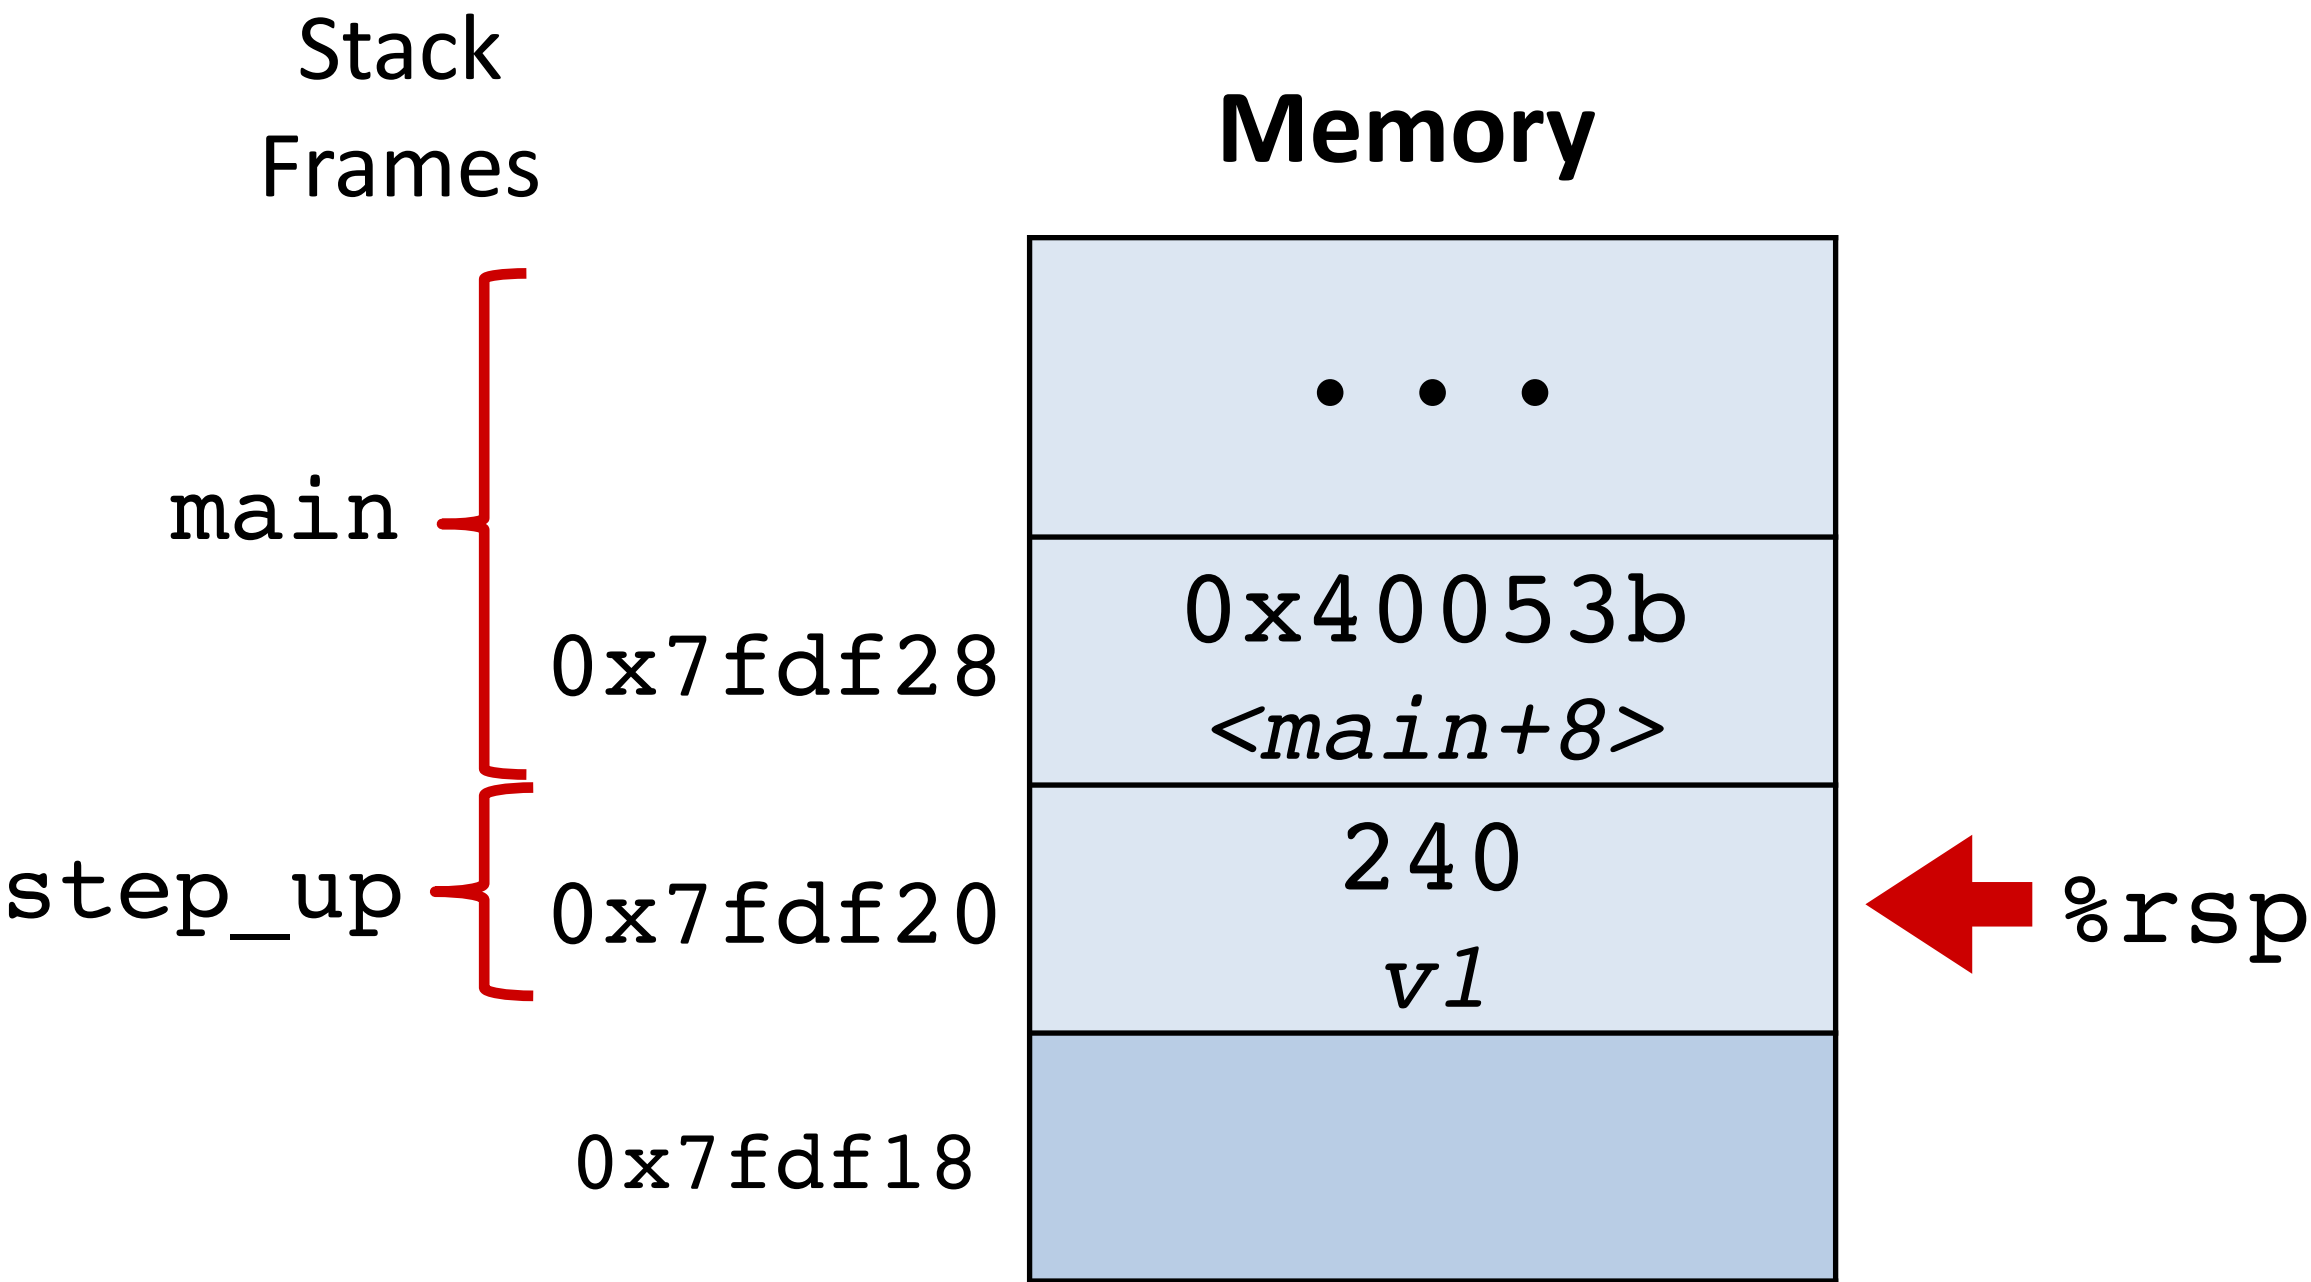 Stack
Frames
Memory
. . .
main
0x40053b
0x7fdf28
<main+8>
240
step_up
0x7fdf20
%rsp
v1
0x7fdf18